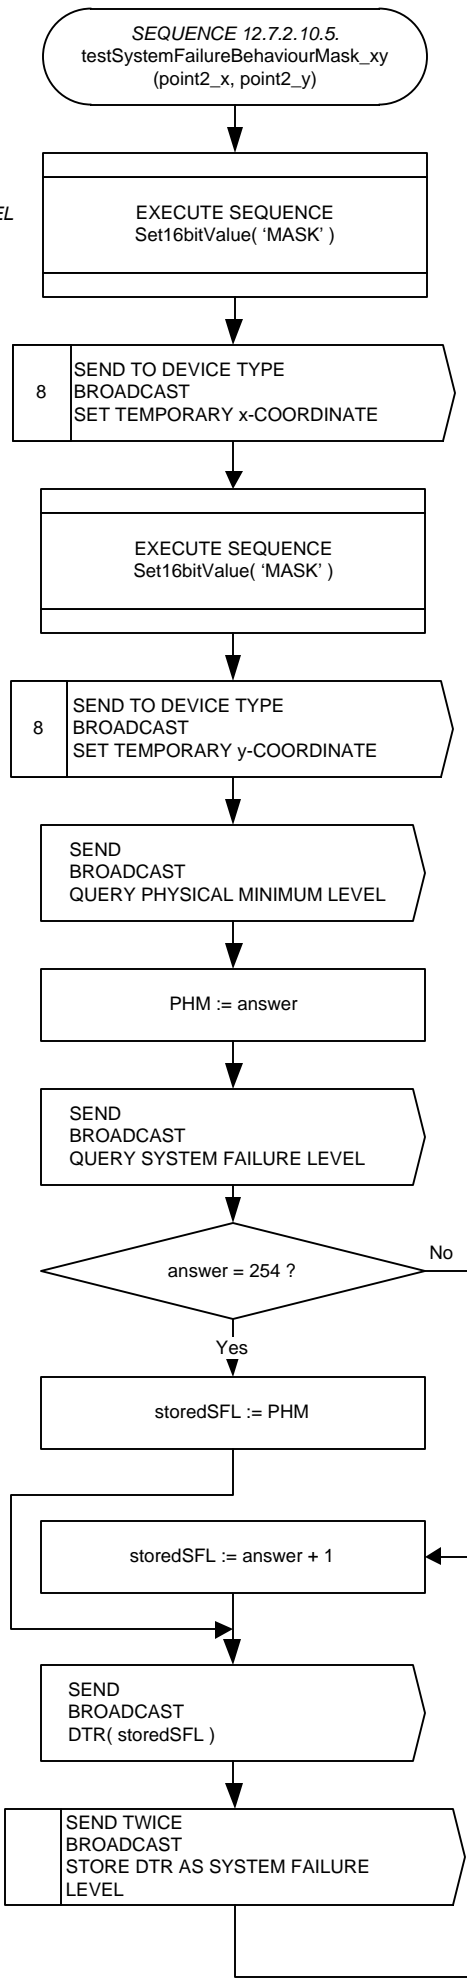 SEQUENCE 12.7.2.10.5.
testSystemFailureBehaviourMask_xy
(point2_x, point2_y)
EL
EXECUTE SEQUENCE
Set16bitValue( ‘MASK’ )
SEND TO DEVICE TYPE
8 BROADCAST
SET TEMPORARY x-COORDINATE
EXECUTE SEQUENCE
Set16bitValue( ‘MASK’ )
SEND TO DEVICE TYPE
8 BROADCAST
SET TEMPORARY y-COORDINATE
SEND
BROADCAST
QUERY PHYSICAL MINIMUM LEVEL
PHM := answer
SEND
BROADCAST
QUERY SYSTEM FAILURE LEVEL
No
answer = 254 ?
Yes
storedSFL := PHM
storedSFL := answer + 1
SEND
BROADCAST
DTR( storedSFL )
SEND TWICE
BROADCAST
STORE DTR AS SYSTEM FAILURE
LEVEL